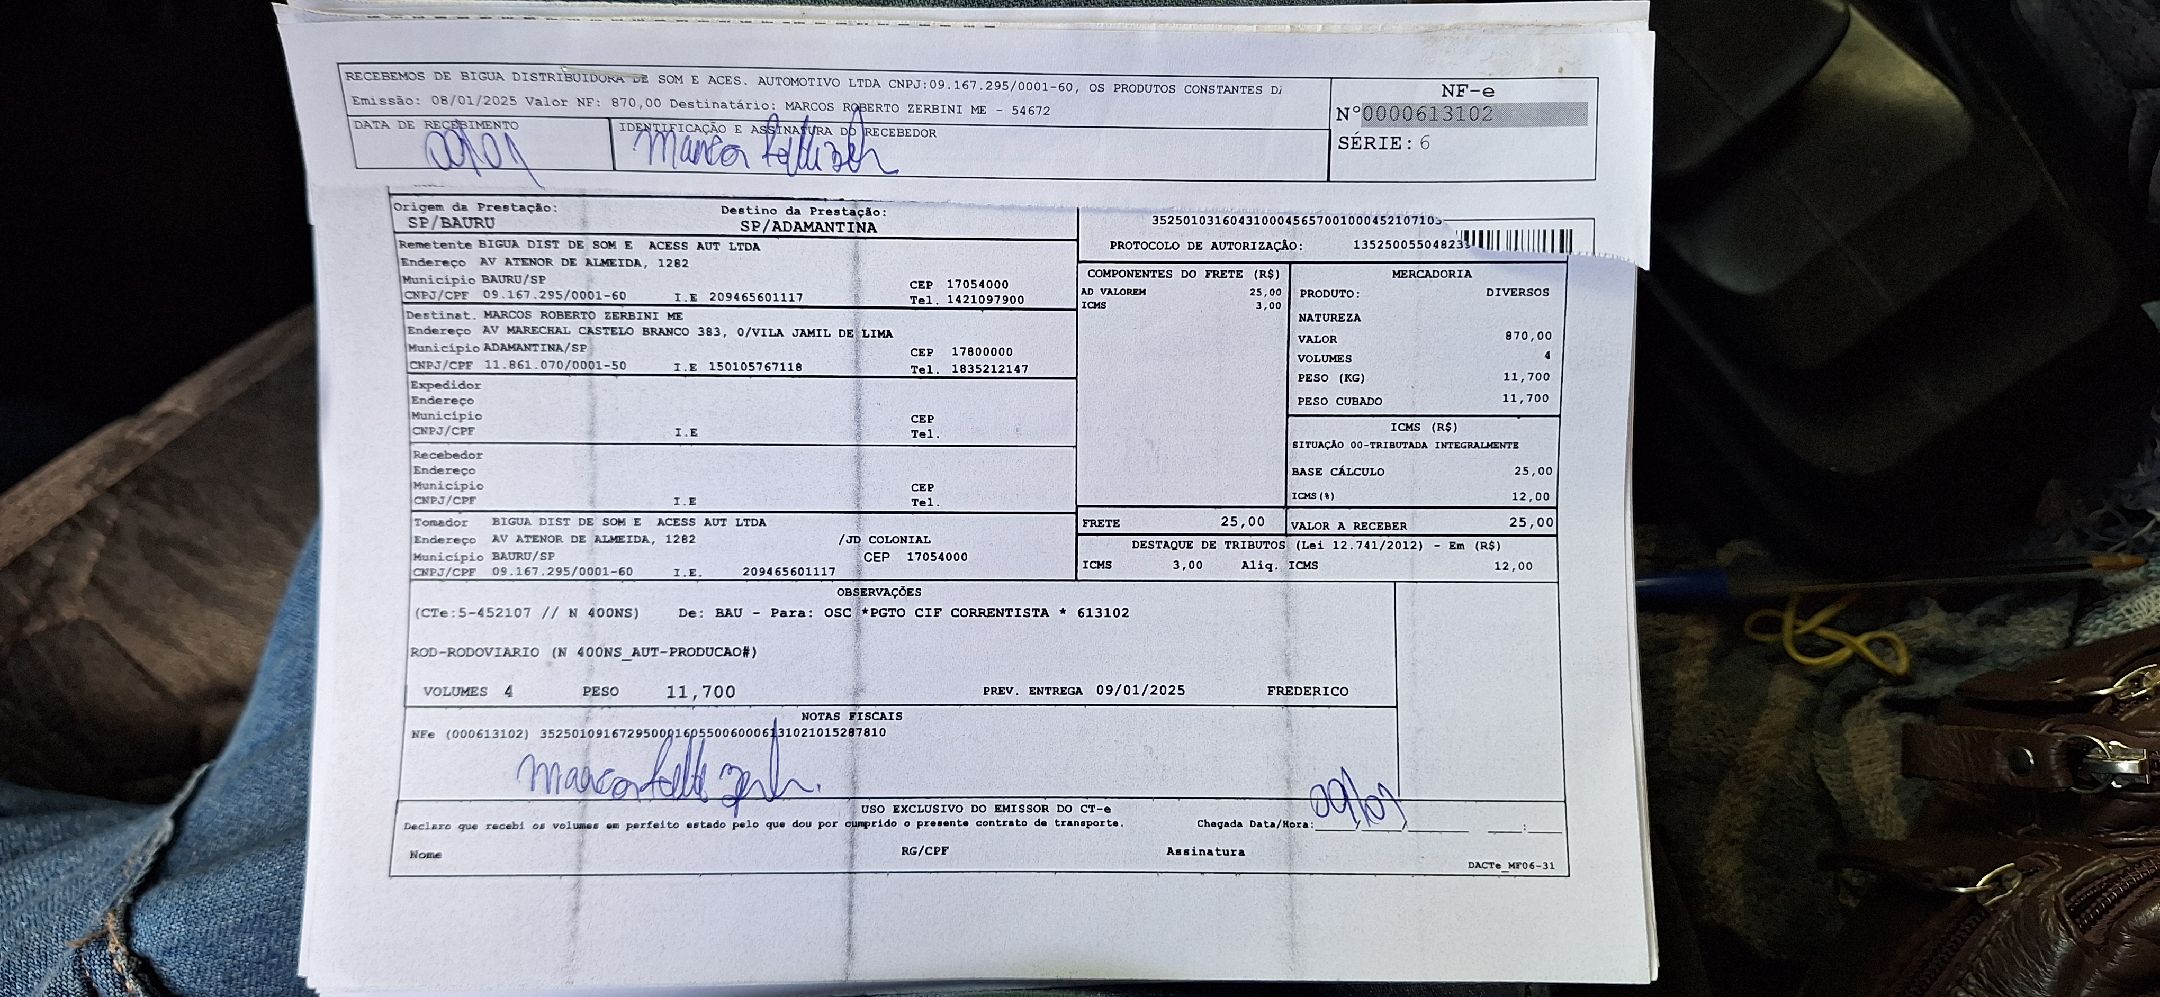 RECEBEMOS DE BIGUA DISTRIBUIDORA DE SOM E ACES. AUTOMOTIVO LTDA CNPJ:09.167.295/0001-60, OS PRODUTOS CONSTANTES
Emissão: 08/01/2025 Valor NF: 870,00 Destinatário: MARCOS ROBERTO ZERBINI ME - 54672
DATA DE RECEBIMENTO
09/01
IDENTIFICAÇÃO E ASSINATURA DO RECEBEDOR
NF-e
Nº0000613102
SÉRIE: 6
Origem da Prestação:
SP/BAURU
Destino da Prestação:
SP/ADAMANTINA
PROTOCOLO DE AUTORIZAÇÃO:
Remetente BIGUA DIST DE SOM E ACESS AUT LTDA
Endereço AV ATENOR DE ALMEIDA, 1282
Município BAURU/SP CEP 17054000
CNPJ/CPF 09.167.295/0001-60 I.E 209465601117 Tel. 1421097900
Destinat. MARCOS ROBERTO ZERBINI ME
Endereço AV MARECHAL CASTELO BRANCO 383, 0/VILA JAMIL DE LIMA
Município ADAMANTINA/SP CEP 17800000
CNPJ/CPF 11.861.070/0001-50 I.E 150105767118 Tel. 1835212147
Expedidor
Endereço
Município CEP
CNPJ/CPF I.E Tel.
Recebedor
Endereço
Município CEP
CNPJ/CPF I.E Tel.
Tomador BIGUA DIST DE SOM E ACESS AUT LTDA
Endereço AV ATENOR DE ALMEIDA, 1282 /JD COLONIAL
Município BAURU/SP CEP 17054000
CNPJ/CPF 09.167.295/0001-60 I.E. 209465601117
COMPONENTES DO FRETE (R$)
AD VALOREM 25,00
ICMS 3,00
MERCADORIA
PRODUTO: DIVERSOS
NATUREZA
VALOR 870,00
VOLUMES 4
PESO (KG) 11,700
PESO CUBADO 11,700
ICMS (R$)
SITUAÇÃO 00-TRIBUTADA INTEGRALMENTE
BASE CÁLCULO 25,00
ICMS(%) 12,00
FRETE 25,00
VALOR A RECEBER 25,00
DESTAQUE DE TRIBUTOS (Lei 12.741/2012) - Em (R$)
ICMS 3,00 Aliq. ICMS 12,00
OBSERVAÇÕES
(CTe:5-452107 // N 400NS) De: BAU - Para: OSC *PGTO CIF CORRENTISTA * 613102
ROD-RODOVIARIO (N 400NS_AUT-PRODUCAO#)
VOLUMES 4 PESO 11,700 PREV. ENTREGA 09/01/2025 FREDERICO
NOTAS FISCAIS
NFe (000613102) 35250109167295000160550060006131021015287810
09/01
USO EXCLUSIVO DO EMISSOR DO CT-e
Declaro que recebi os volumes em perfeito estado pelo que dou por cumprido o presente contrato de transporte. Chegada Data/Hora:
Nome RG/CPF Assinatura
DACTe_MF06-31